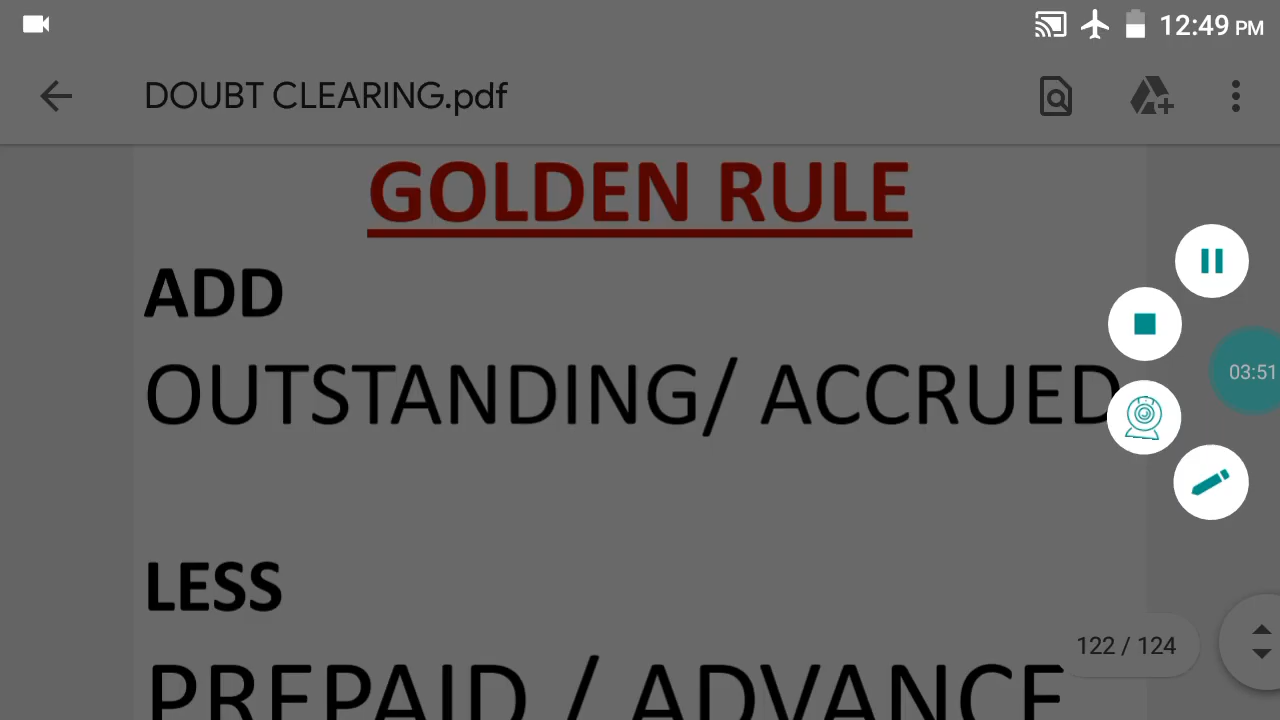 12:49 PM
DOUBT CLEARING.pdf
GOLDEN RULE
ADD
OUTSTANDING/ ACCRUED
03:51
LESS
122 / 124
PREPAID / ADVANCE